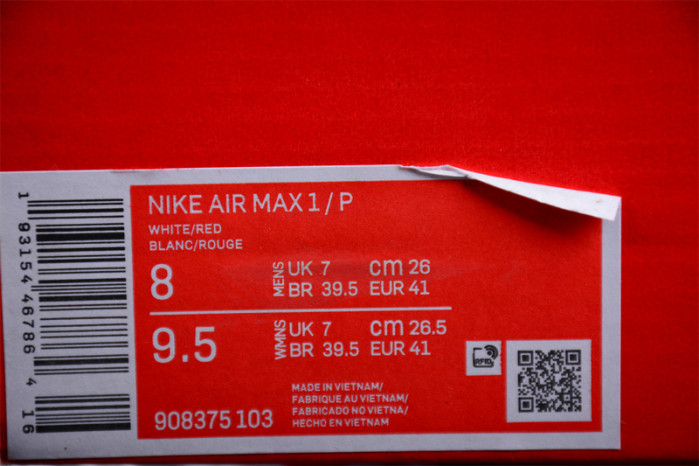 NIKE AIR MAX 1 / P
WHITE/RED
BLANC/ROUGE
8
MENS
UK 7 cm 26
BR 39.5 EUR 41
9.5
WMNS
UK 7 cm 26.5
BR 39.5 EUR 41
RFID
MADE IN VIETNAM/
FABRIQUE AU VIETNAM/
FABRICADO NO VIETNA/
HECHO EN VIETNAM
908375 103
1 93154 46786 4 16